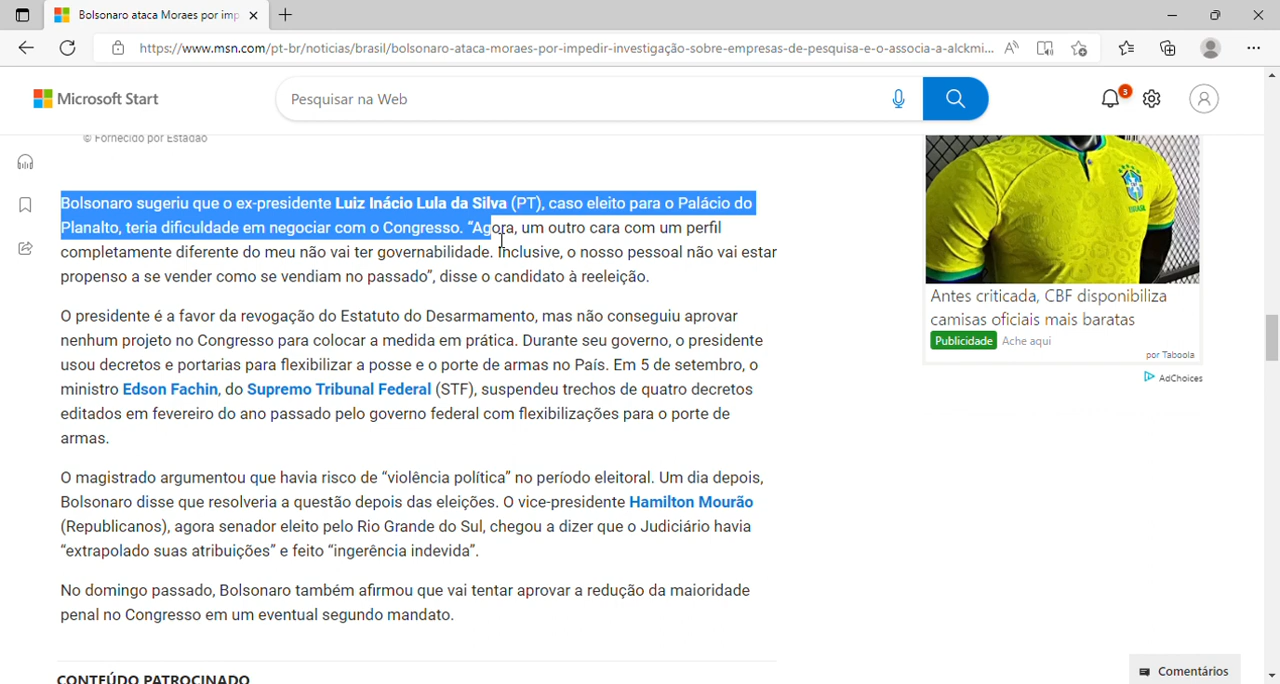 Bolsonaro ataca Moraes por imp
https://www.msn.com/pt-br/noticias/brasil/bolsonaro-ataca-moraes-por-impedir-investigação-sobre-empresas-de-pesquisa-e-o-associa-a-alckmi...
Microsoft Start
Pesquisar na Web
3
© Fornecido por Estadão
Bolsonaro sugeriu que o ex-presidente Luiz Inácio Lula da Silva (PT), caso eleito para o Palácio do
Planalto, teria dificuldade em negociar com o Congresso. “Agora, um outro cara com um perfil
completamente diferente do meu não vai ter governabilidade. Inclusive, o nosso pessoal não vai estar
propenso a se vender como se vendiam no passado”, disse o candidato à reeleição.
O presidente é a favor da revogação do Estatuto do Desarmamento, mas não conseguiu aprovar
nenhum projeto no Congresso para colocar a medida em prática. Durante seu governo, o presidente
usou decretos e portarias para flexibilizar a posse e o porte de armas no País. Em 5 de setembro, o
ministro Edson Fachin, do Supremo Tribunal Federal (STF), suspendeu trechos de quatro decretos
editados em fevereiro do ano passado pelo governo federal com flexibilizações para o porte de
armas.
O magistrado argumentou que havia risco de “violência política” no período eleitoral. Um dia depois,
Bolsonaro disse que resolveria a questão depois das eleições. O vice-presidente Hamilton Mourão
(Republicanos), agora senador eleito pelo Rio Grande do Sul, chegou a dizer que o Judiciário havia
“extrapolado suas atribuições” e feito “ingerência indevida”.
No domingo passado, Bolsonaro também afirmou que vai tentar aprovar a redução da maioridade
penal no Congresso em um eventual segundo mandato.
CONTEÚDO PATROCINADO
Antes criticada, CBF disponibiliza
camisas oficiais mais baratas
Publicidade Ache aqui
por Taboola
AdChoices
Comentários